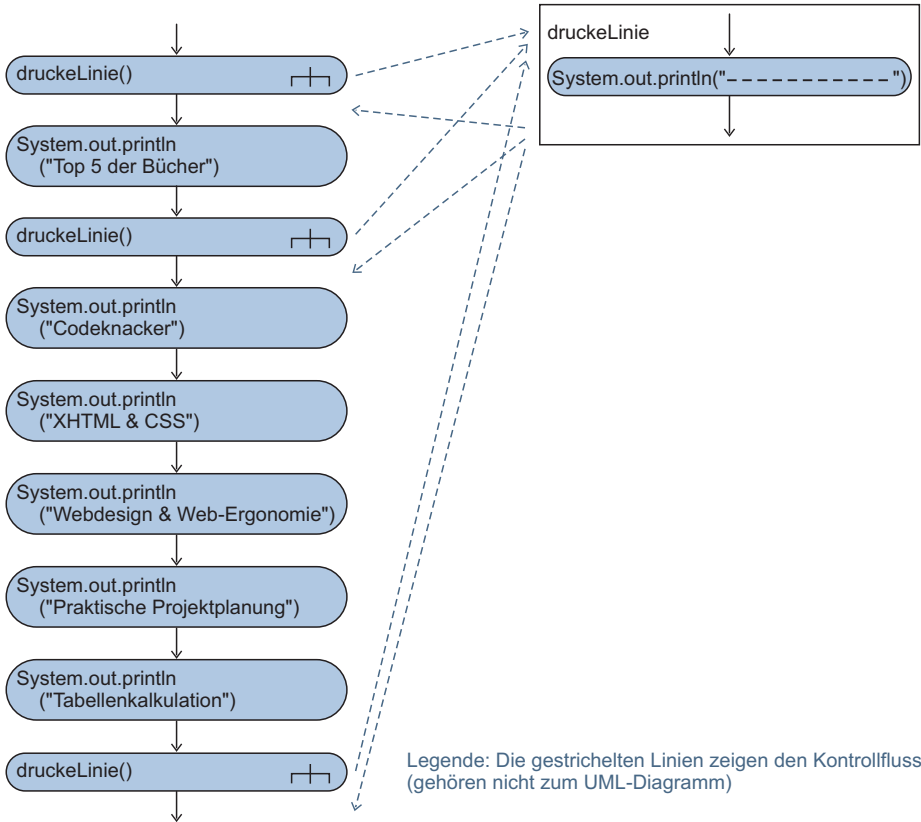 druckeLinie()
System.out.println
("Top 5 der Bücher")
druckeLinie()
System.out.println
("Codeknacker")
System.out.println
("XHTML & CSS")
System.out.println
("Webdesign & Web-Ergonomie")
System.out.println
("Praktische Projektplanung")
System.out.println
("Tabellenkalkulation")
druckeLinie()
druckeLinie
System.out.println("– – – – – – – – – – – – –")
Legende: Die gestrichelten Linien zeigen den Kontrollfluss
(gehören nicht zum UML-Diagramm)